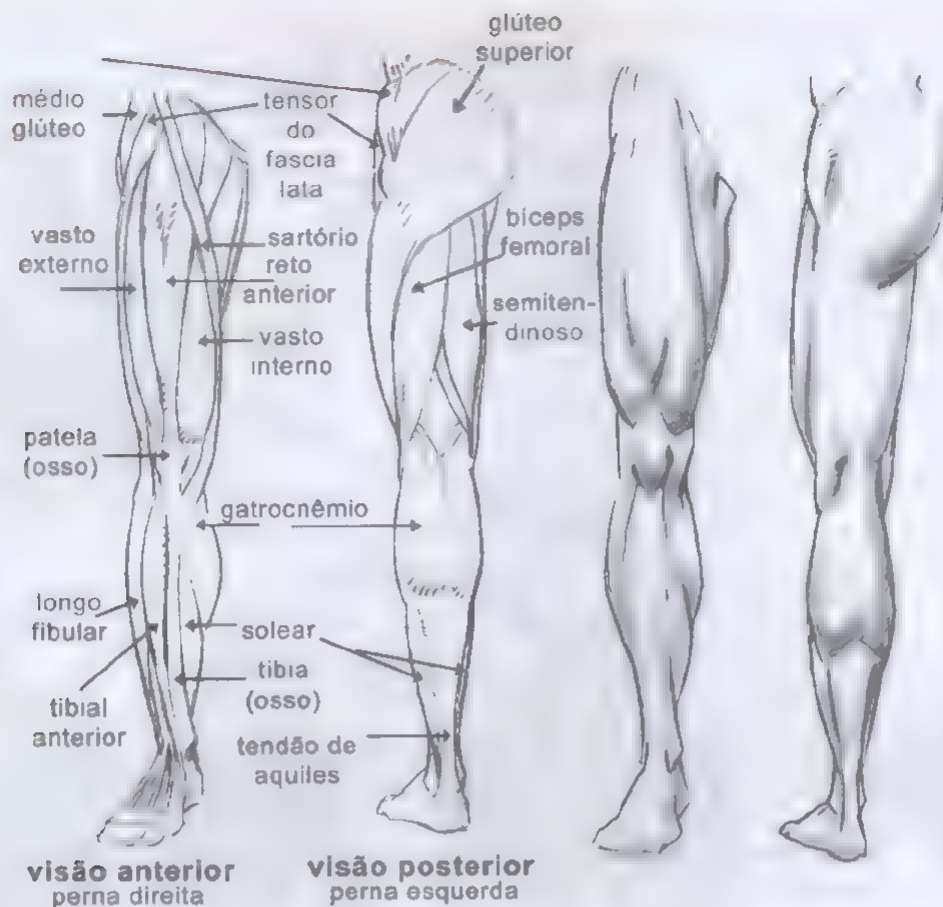 glúteo
superior
médio
glúteo
tensor
do
fascia
lata
vasto
externo
sartório
reto
anterior
bíceps
femoral
semiten-
dinoso
vasto
interno
patela
(osso)
gatrocnêmio
longo
fibular
solear
tíbia
(osso)
tibial
anterior
tendão de
aquiles
visão anterior
perna direita
visão posterior
perna esquerda